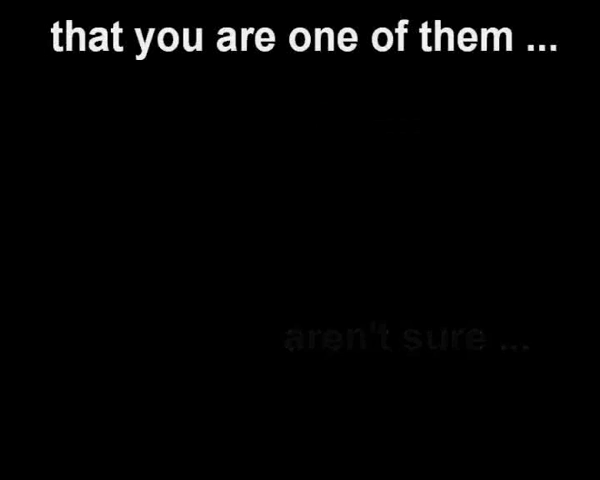 that you are one of them ...
aren't sure ...